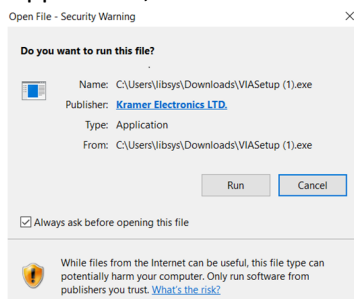 Open File - Security Warning
Do you want to run this file?
Name: C:\Users\libsys\Downloads\VIASetup (1).exe
Publisher: Kramer Electronics LTD.
Type: Application
From: C:\Users\libsys\Downloads\VIASetup (1).exe
Run Cancel
Always ask before opening this file
While files from the Internet can be useful, this file type can
potentially harm your computer. Only run software from
publishers you trust. What's the risk?